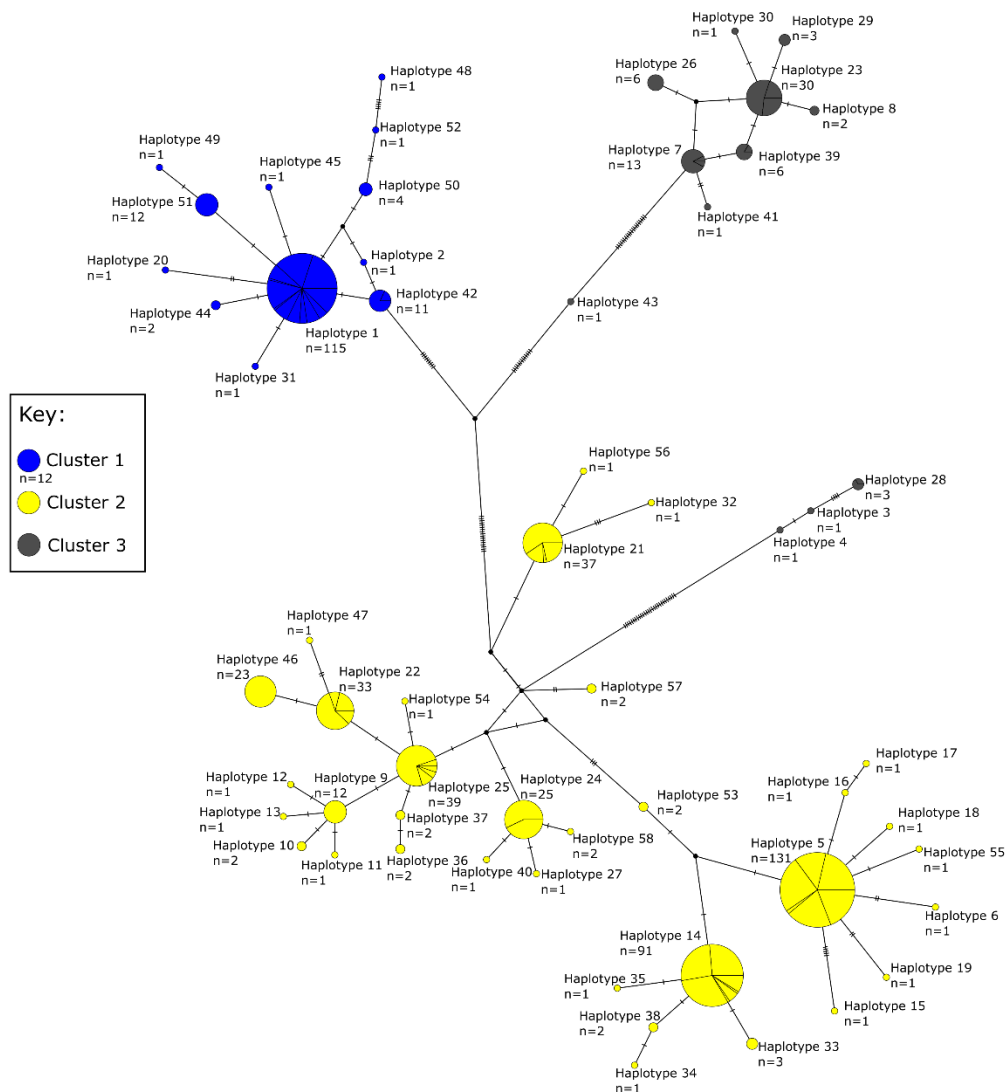 Haplotype 30
n=1
Haplotype 29
n=3
Haplotype 26
n=6
Haplotype 23
n=30
Haplotype 8
n=2
Haplotype 7
n=13
Haplotype 39
n=6
Haplotype 41
n=1
Haplotype 43
n=1
Haplotype 48
n=1
Haplotype 52
n=1
Haplotype 49
n=1
Haplotype 45
n=1
Haplotype 50
n=4
Haplotype 51
n=12
Haplotype 2
n=1
Haplotype 20
n=1
Haplotype 42
n=11
Haplotype 44
n=2
Haplotype 1
n=115
Haplotype 31
n=1
Key:
Cluster 1
n=12
Cluster 2
Cluster 3
Haplotype 56
n=1
Haplotype 32
n=1
Haplotype 21
n=37
Haplotype 28
n=3
Haplotype 3
n=1
Haplotype 4
n=1
Haplotype 47
n=1
Haplotype 46
n=23
Haplotype 22
n=33
Haplotype 54
n=1
Haplotype 57
n=2
Haplotype 12
n=1
Haplotype 9
n=12
Haplotype 25
n=39
Haplotype 24
n=25
Haplotype 13
n=1
Haplotype 37
n=2
Haplotype 10
n=2
Haplotype 11
n=1
Haplotype 36
n=2
Haplotype 58
n=2
Haplotype 40
n=1
Haplotype 27
n=1
Haplotype 53
n=2
Haplotype 17
n=1
Haplotype 16
n=1
Haplotype 18
n=1
Haplotype 5
n=131
Haplotype 55
n=1
Haplotype 6
n=1
Haplotype 19
n=1
Haplotype 15
n=1
Haplotype 14
n=91
Haplotype 35
n=1
Haplotype 38
n=2
Haplotype 33
n=3
Haplotype 34
n=1